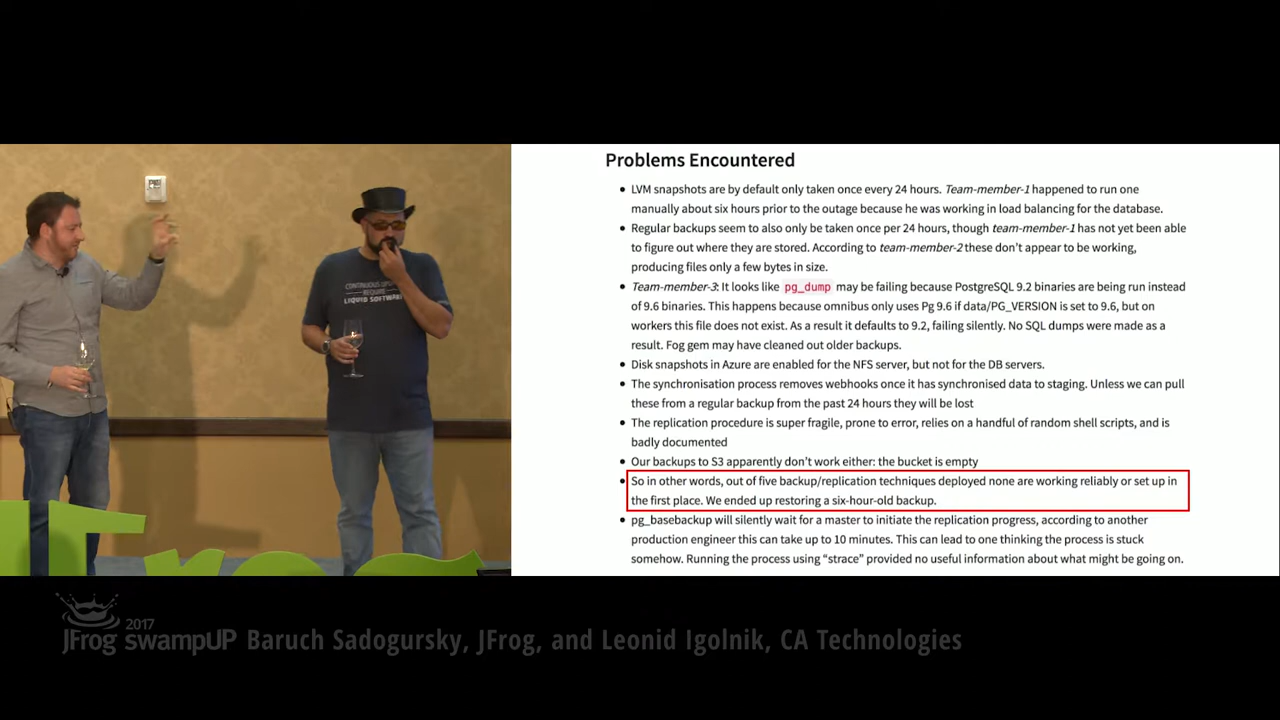 Problems Encountered
LVM snapshots are by default only taken once every 24 hours. Team-member-1 happened to run one
manually about six hours prior to the outage because he was working in load balancing for the database.
Regular backups seem to also only be taken once per 24 hours, though team-member-1 has not yet been able
to figure out where they are stored. According to team-member-2 these don’t appear to be working,
producing files only a few bytes in size.
Team-member-3: It looks like pg_dump may be failing because PostgreSQL 9.2 binaries are being run instead
of 9.6 binaries. This happens because omnibus only uses Pg 9.6 if data/PG_VERSION is set to 9.6, but on
workers this file does not exist. As a result it defaults to 9.2, failing silently. No SQL dumps were made as a
result. Fog gem may have cleaned out older backups.
Disk snapshots in Azure are enabled for the NFS server, but not for the DB servers.
The synchronisation process removes webhooks once it has synchronised data to staging. Unless we can pull
these from a regular backup from the past 24 hours they will be lost
The replication procedure is super fragile, prone to error, relies on a handful of random shell scripts, and is
badly documented
Our backups to S3 apparently don’t work either: the bucket is empty
So in other words, out of five backup/replication techniques deployed none are working reliably or set up in
the first place. We ended up restoring a six-hour-old backup.
pg_basebackup will silently wait for a master to initiate the replication progress, according to another
production engineer this can take up to 10 minutes. This can lead to one thinking the process is stuck
somehow. Running the process using “strace” provided no useful information about what might be going on.
CONTINUOUS
REQUIRE
LIQUID SOFTWARE
2017
JFrog swampUP Baruch Sadogursky, JFrog, and Leonid Igolnik, CA Technologies